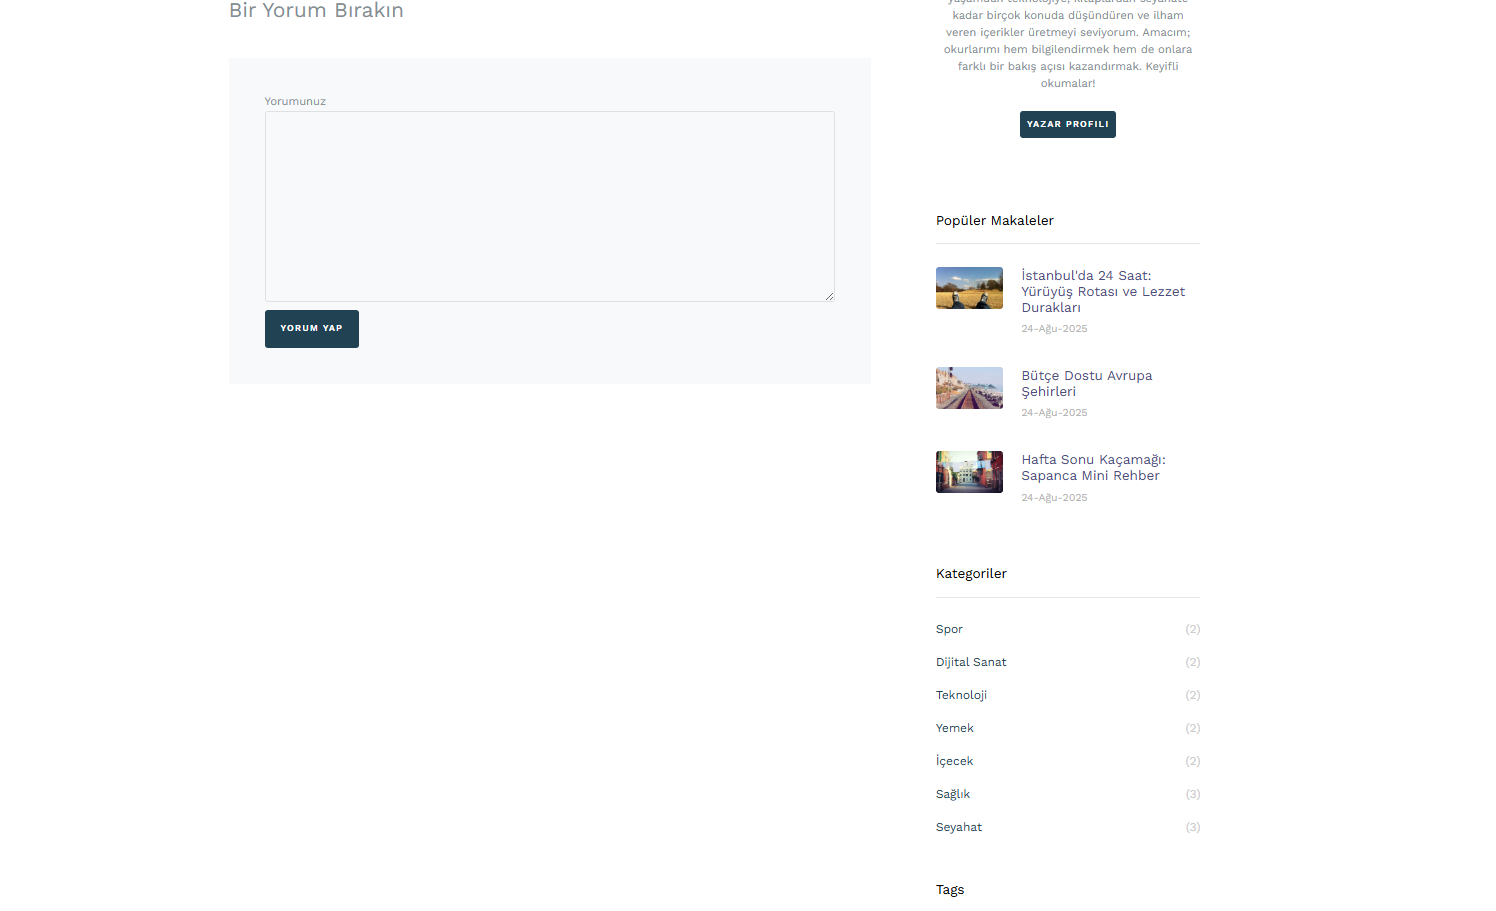 Bir Yorum Bırakın
Yorumunuz
YORUM YAP
yaşamdan teknolojiye, kitaplardan seyahate
kadar birçok konuda düşündüren ve ilham
veren içerikler üretmeyi seviyorum. Amacım;
okurlarımı hem bilgilendirmek hem de onlara
farklı bir bakış açısı kazandırmak. Keyifli
okumalar!
YAZAR PROFILI
Popüler Makaleler
İstanbul'da 24 Saat:
Yürüyüş Rotası ve Lezzet
Durakları
24-Ağu-2025
Bütçe Dostu Avrupa
Şehirleri
24-Ağu-2025
Hafta Sonu Kaçamağı:
Sapanca Mini Rehber
24-Ağu-2025
Kategoriler
Spor (2)
Dijital Sanat (2)
Teknoloji (2)
Yemek (2)
İçecek (2)
Sağlık (3)
Seyahat (3)
Tags